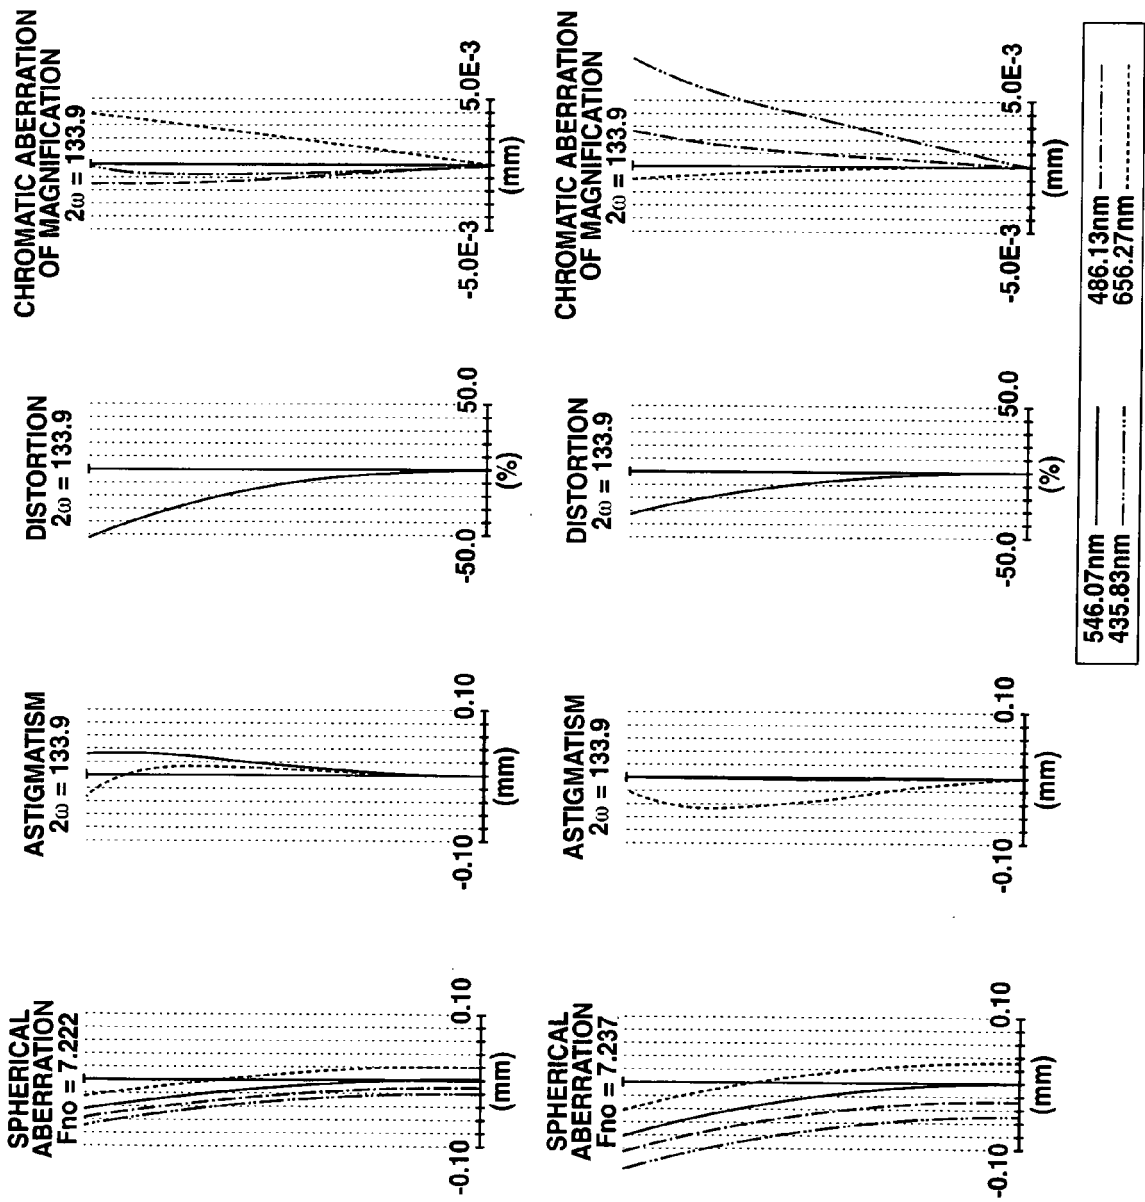 SPHERICAL
ABERRATION
Fno = 7.222
-0.10
0.10
(mm)
ASTIGMATISM
2ω = 133.9
-0.10
0.10
(mm)
DISTORTION
2ω = 133.9
-50.0
50.0
(%)
CHROMATIC ABERRATION
OF MAGNIFICATION
2ω = 133.9
-5.0E-3
5.0E-3
(mm)
SPHERICAL
ABERRATION
Fno = 7.237
-0.10
0.10
(mm)
ASTIGMATISM
2ω = 133.9
-0.10
0.10
(mm)
DISTORTION
2ω = 133.9
-50.0
50.0
(%)
CHROMATIC ABERRATION
OF MAGNIFICATION
2ω = 133.9
-5.0E-3
5.0E-3
(mm)
546.07nm 486.13nm
435.83nm 656.27nm